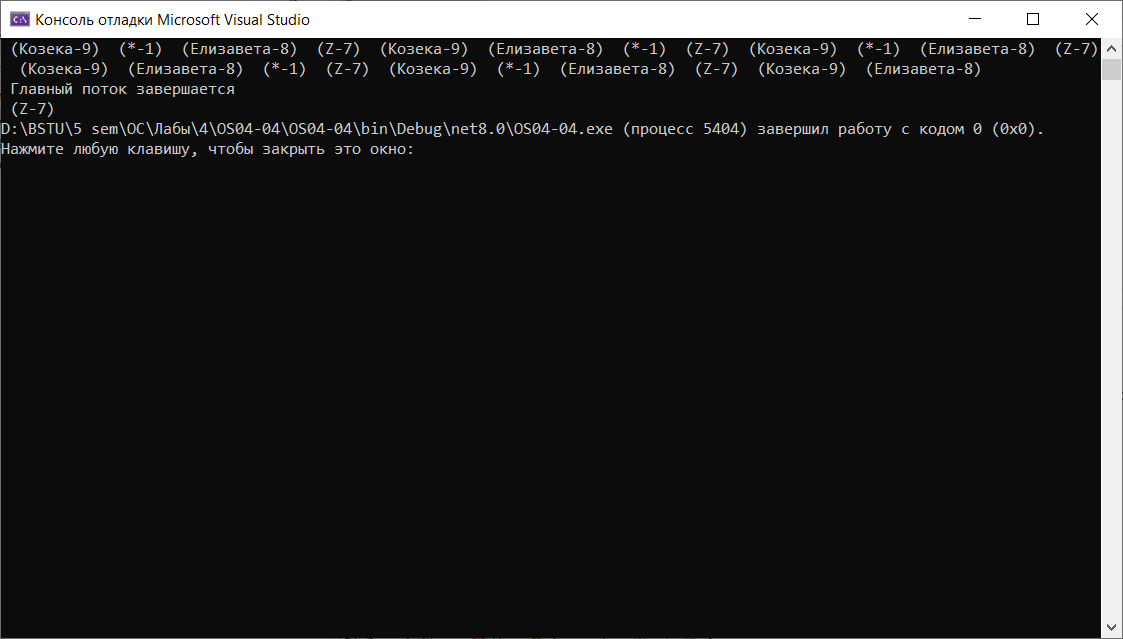 Консоль отладки Microsoft Visual Studio
(Козека-9) (*-1) (Елизавета-8) (Z-7) (Козека-9) (Елизавета-8) (*-1) (Z-7) (Козека-9) (*-1) (Елизавета-8) (Z-7)
(Козека-9) (Елизавета-8) (*-1) (Z-7) (Козека-9) (*-1) (Елизавета-8) (Z-7) (Козека-9) (Елизавета-8)
Главный поток завершается
(Z-7)
D:\BSTU\5 sem\ОС\Лабы\4\OS04-04\OS04-04\bin\Debug\net8.0\OS04-04.exe (процесс 5404) завершил работу с кодом 0 (0x0).
Нажмите любую клавишу, чтобы закрыть это окно: